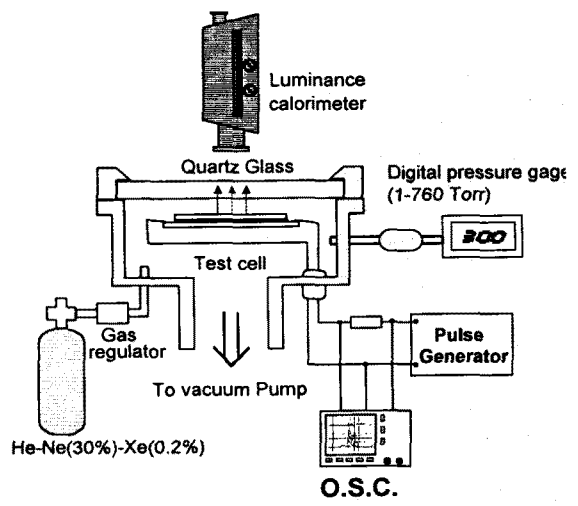 Luminance
calorimeter
Quartz Glass
Digital pressure gage
(1-760 Torr)
300
Test cell
Gas
regulator
Pulse
Generator
To vacuum Pump
He-Ne(30%)-Xe(0.2%)
O.S.C.